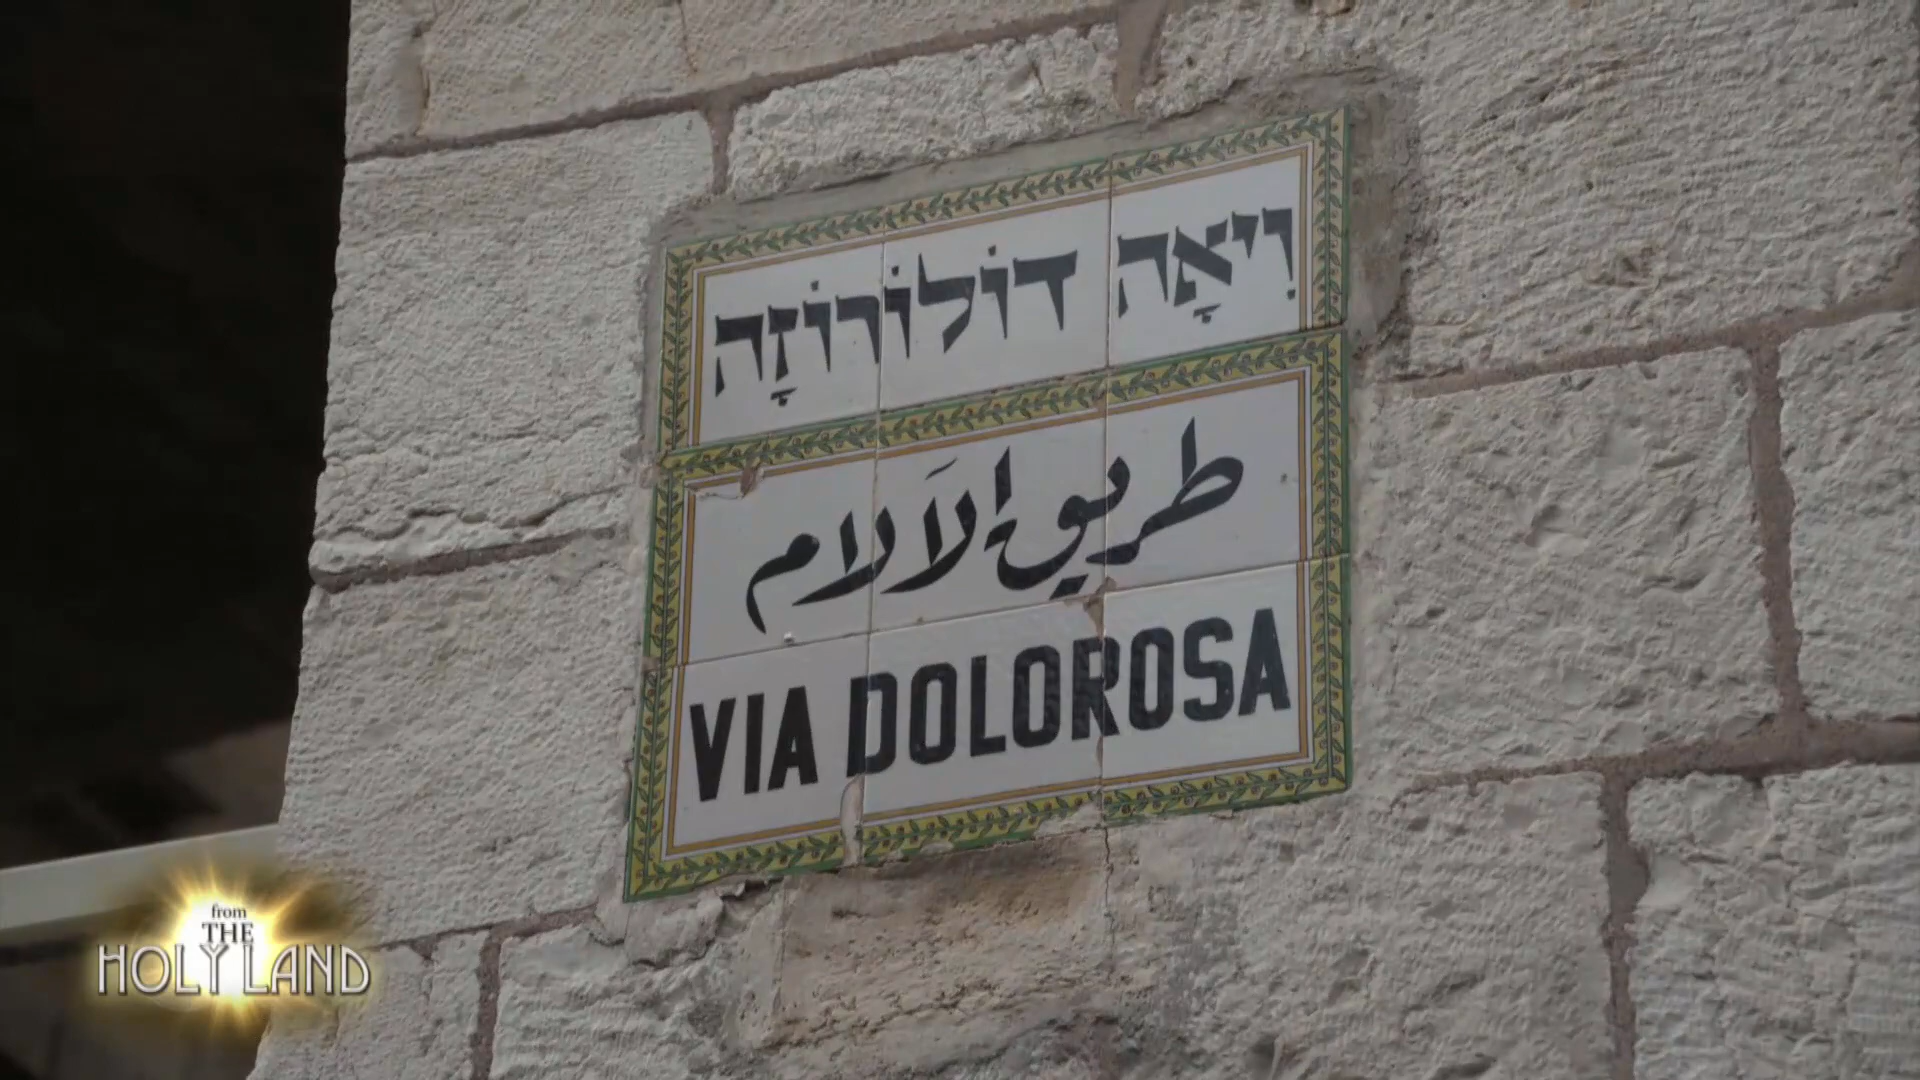 וִיאָה דוֹלוֹרוֹזָה
طريق الآلام
VIA DOLOROSA
from
THE
HOLY LAND